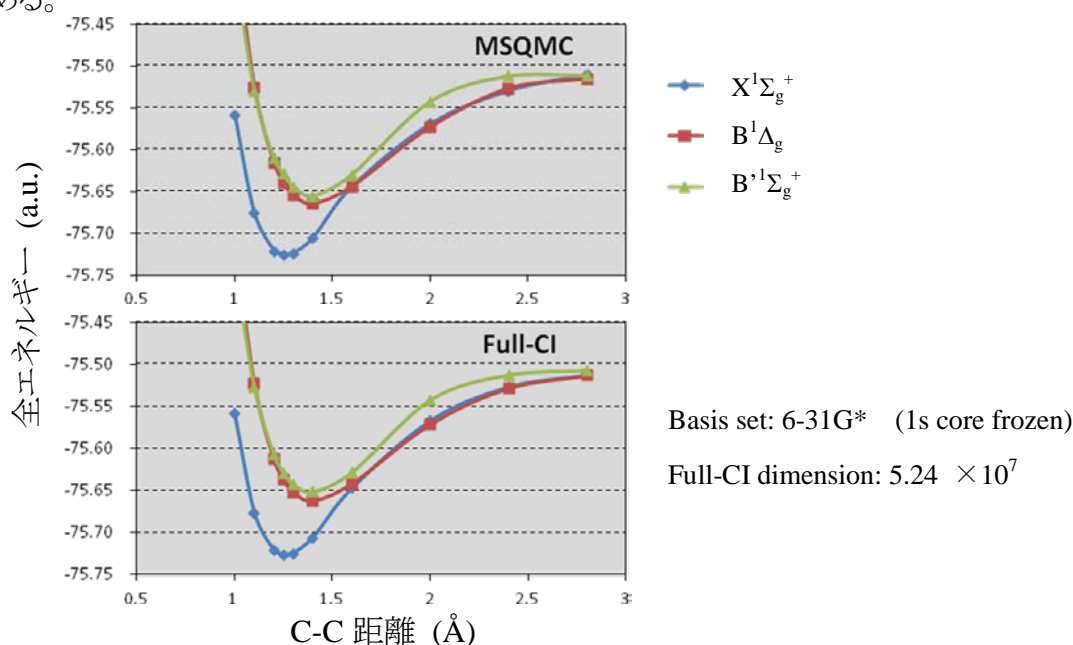 ある。
-75.45
MSQMC
-75.50
-75.55
-75.60
-75.65
-75.70
-75.75
0.5 1 1.5 2 2.5 3
X¹Σg⁺
B¹Δg
B’¹Σg⁺
-75.45
Full-CI
-75.50
-75.55
-75.60
-75.65
-75.70
-75.75
0.5 1 1.5 2 2.5 3
全エネルギー (a.u.)
C-C 距離 (Å)
Basis set: 6-31G* (1s core frozen)
Full-CI dimension: 5.24 ×10⁷